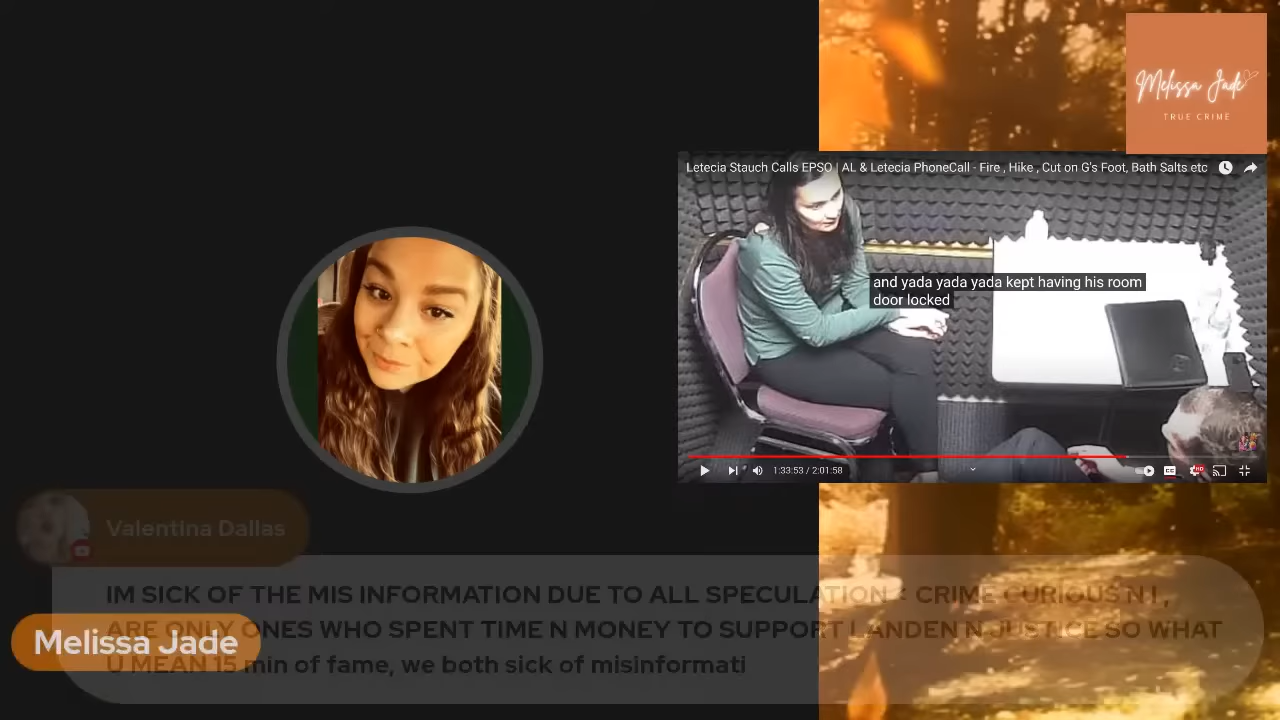 Melissa Jade
TRUE CRIME
Letecia Stauch Calls EPSO | AL & Letecia PhoneCall - Fire , Hike , Cut on G's Foot, Bath Salts etc
and yada yada yada kept having his room
door locked
1:33:53 / 2:01:58
CC
HD
Valentina Dallas
IM SICK OF THE MIS INFORMATION DUE TO ALL SPECULATION : CRIME CURIOUS N I ,
ARE ONLY ONES WHO SPENT TIME N MONEY TO SUPPORT LANDEN N JUSTICE SO WHAT
U MEAN 15 min of fame, we both sick of misinformati
Melissa Jade